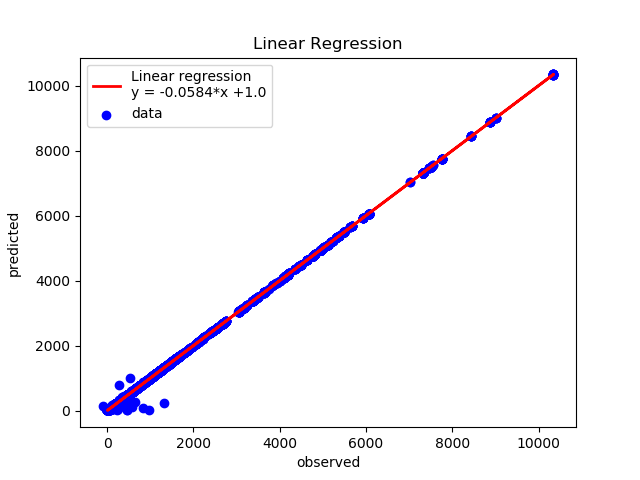 Linear Regression
Linear regression
y = -0.0584*x +1.0
data
predicted
10000
8000
6000
4000
2000
0
0 2000 4000 6000 8000 10000
observed